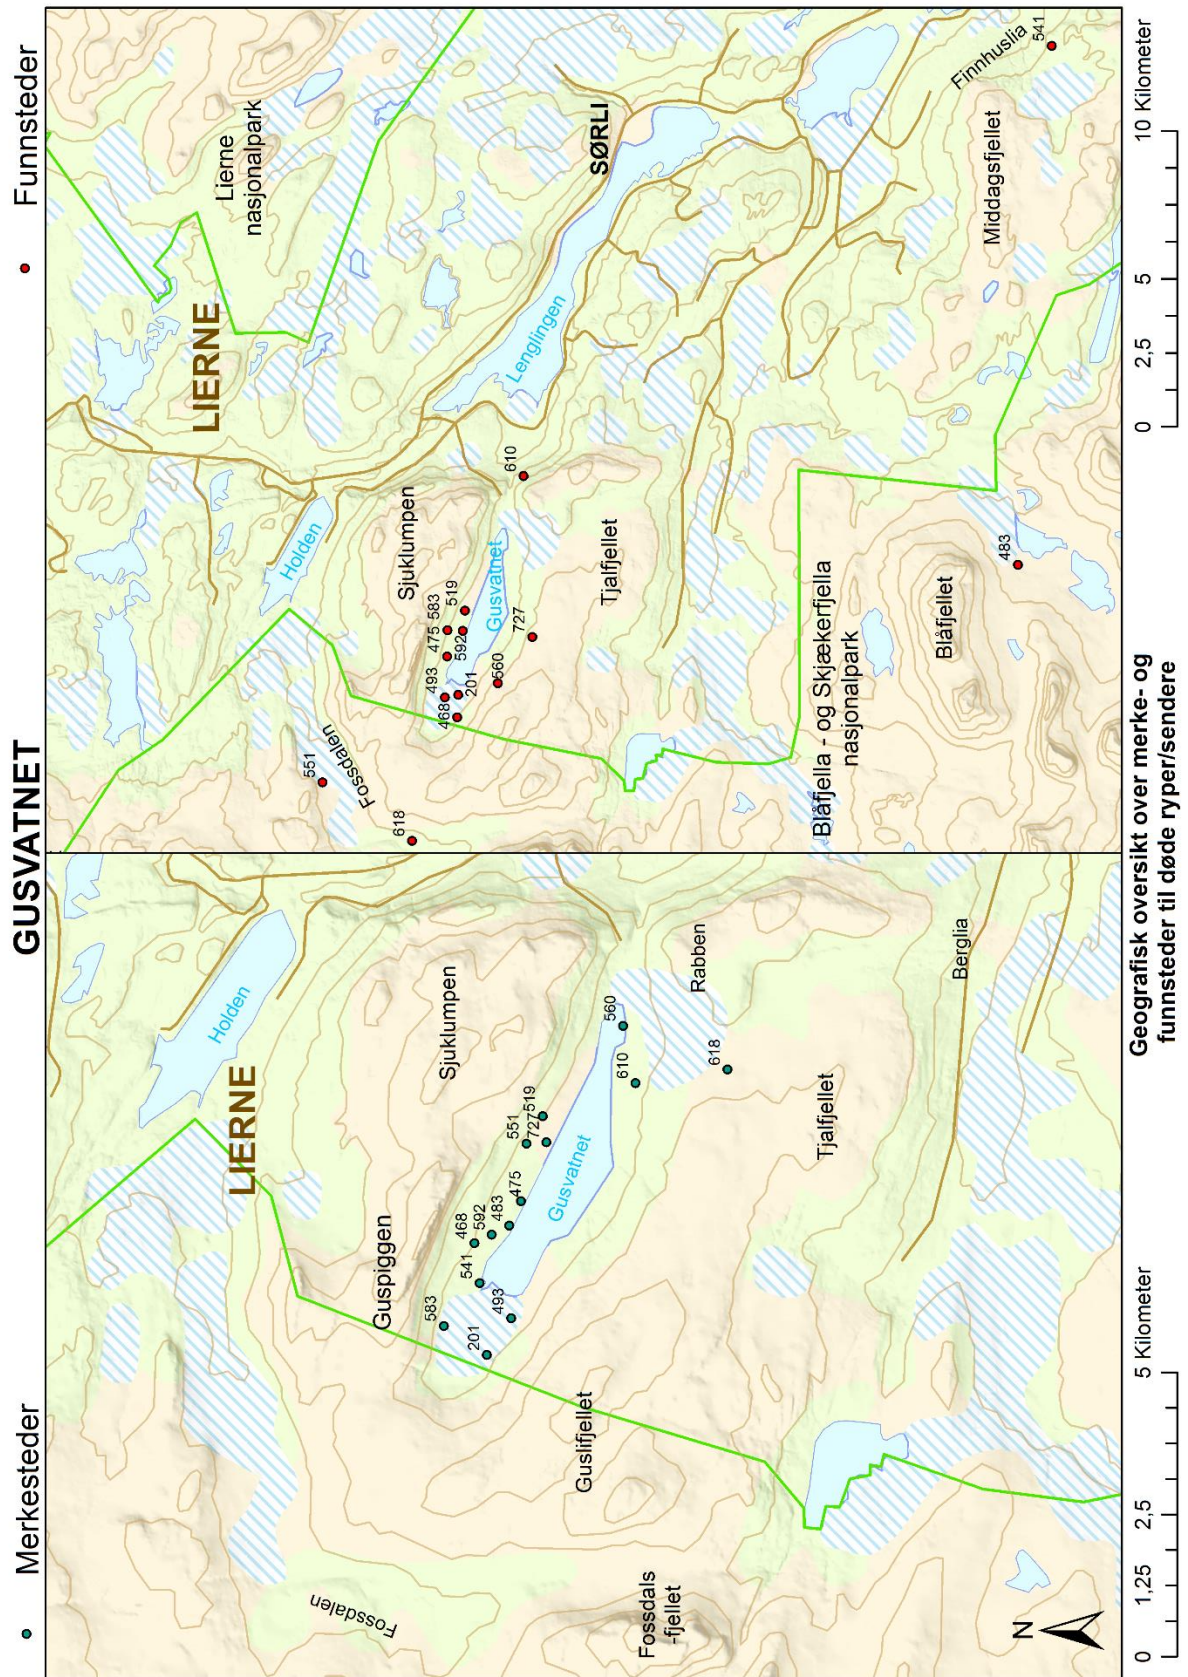 GUSVATNET
Merkesteder
Funnsteder
Holden
LIERNE
Sjuklumpen
Guspiggen
Fossdalen
583
541
468
592
483
475
551
727
519
201
493
Gusvatnet
560
610
Rabben
618
Guslifjellet
Tjalfjellet
Fossdals
-fjellet
Berglia
N
0
1,25
2,5
5 Kilometer
LIERNE
Lierne
nasjonalpark
Holden
551
Fossdalen
618
Sjuklumpen
493
475
583
519
468
201
592
Gusvatnet
560
727
610
Lenglingen
SØRLI
Tjalfjellet
Blåfjella - og Skjækerfjella
nasjonalpark
Blåfjellet
483
Middagsfjellet
Finnhuslia
541
0
2,5
5
10 Kilometer
Geografisk oversikt over merke- og
funnsteder til døde ryper/sendere